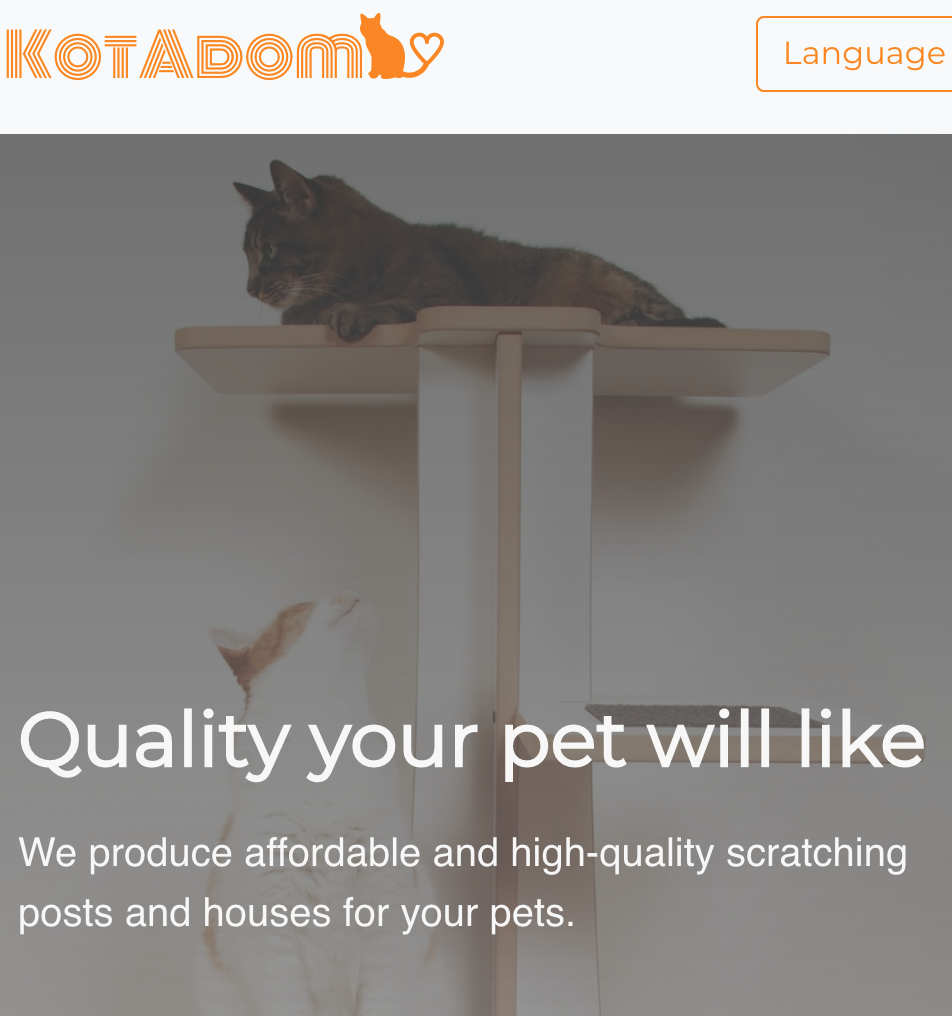 KOTADOM
Language
Quality your pet will like
We produce affordable and high-quality scratching
posts and houses for your pets.